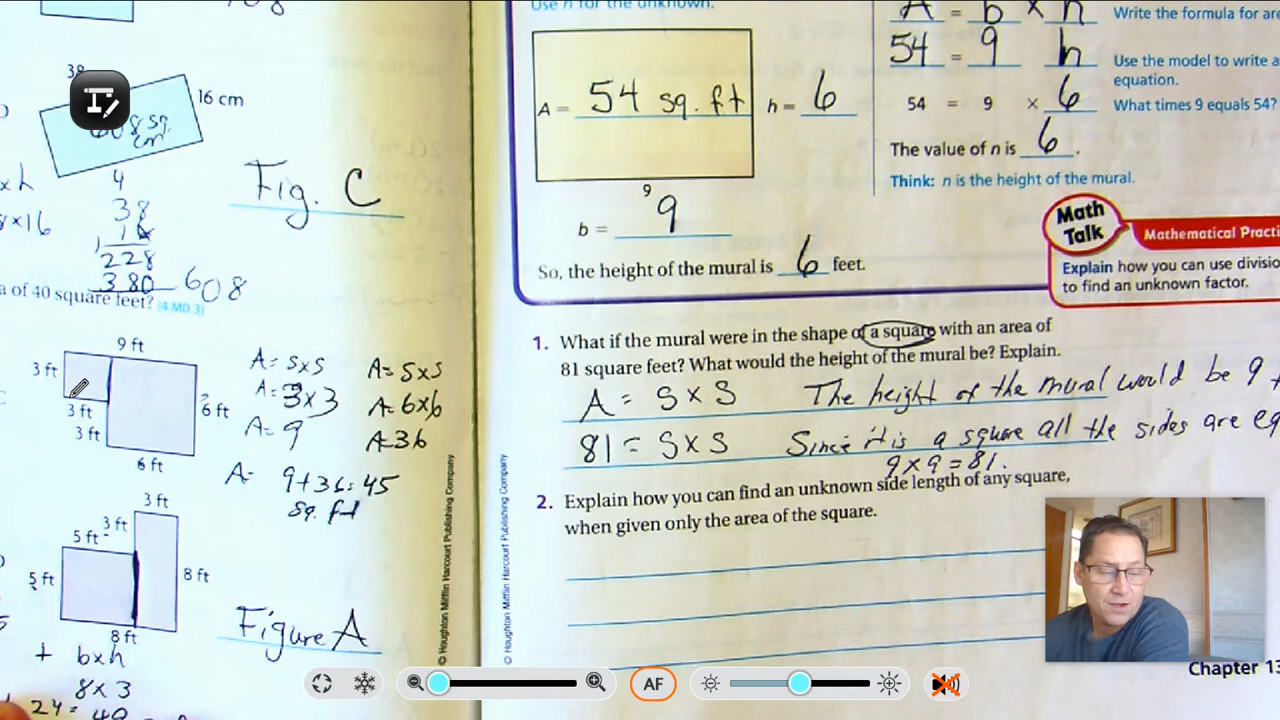 38
16 cm
608 sq.
cm
x h
8 x 16
4
38
16
228
380
608
Fig. C
a of 40 square feet? (4.MD.3)
9 ft
3 ft
3 ft
3 ft
6 ft
6 ft
A = s x s
A = 3 x 3
A = 9
A = s x s
A = 6 x 6
A = 36
A = 9 + 36 = 45
sq. ft
3 ft
3 ft
5 ft
5 ft
8 ft
8 ft
Figure A
+ b x h
8 x 3
24 =
© Houghton Mifflin Harcourt Publishing Company
Use n for the unknown.
A = 54 sq. ft
h = 6
9
b = 9
So, the height of the mural is 6 feet.
A = b x h
Write the formula for
54 = 9 h
Use the model to write
equation.
54 = 9 × 6
What times 9 equals 54?
The value of n is 6.
Think: n is the height of the mural.
Math
Talk
Mathematical
Explain how you can use
to find an unknown factor.
1. What if the mural were in the shape of a square with an area of
81 square feet? What would the height of the mural be? Explain.
A = S x S The height of the mural would be 9
81 = S x S Since it is a square all the sides are
9 x 9 = 81.
2. Explain how you can find an unknown side length of any square,
when given only the area of the square.
© Houghton Mifflin Harcourt Publishing Company
Chapter 13
AF